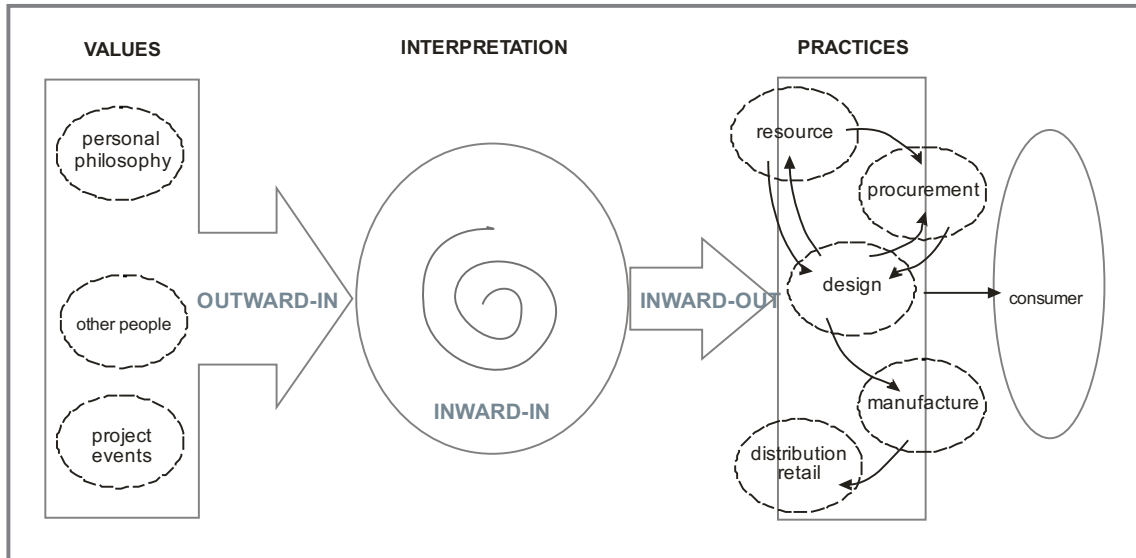 VALUES
INTERPRETATION
PRACTICES
personal
philosophy
other people
project
events
OUTWARD-IN
INWARD-IN
INWARD-OUT
resource
procurement
design
manufacture
distribution
retail
consumer